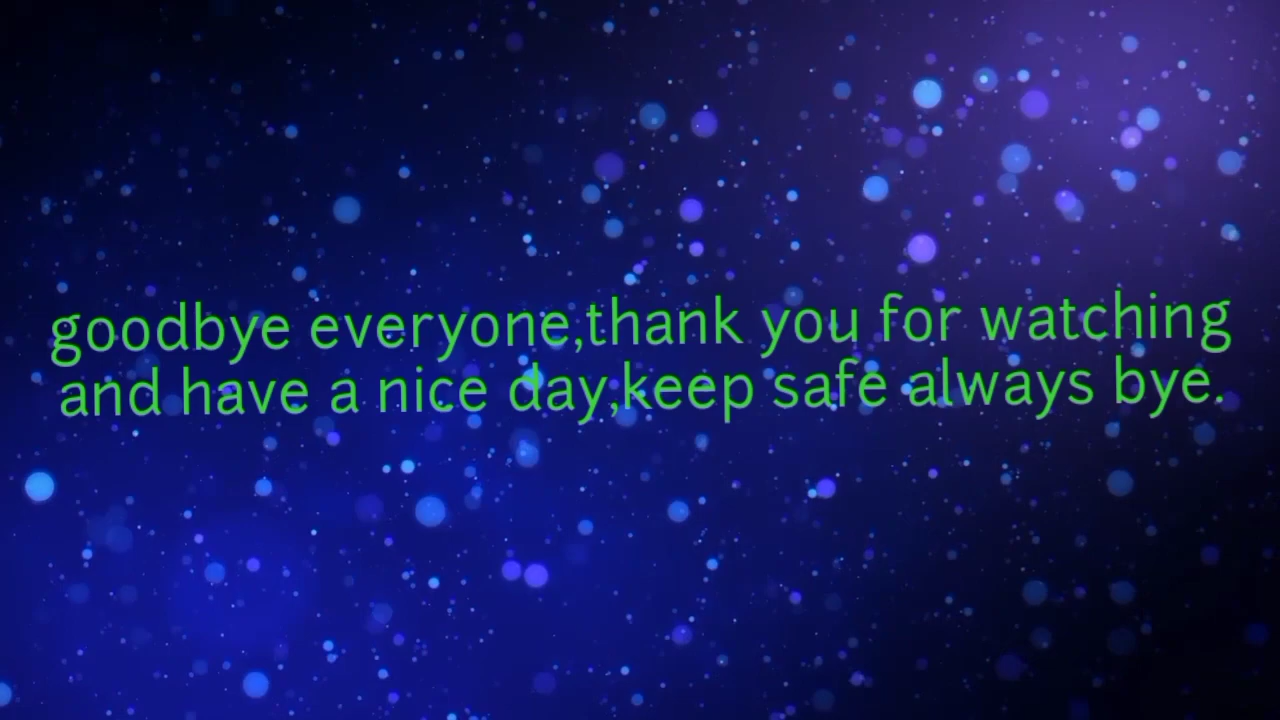 goodbye everyone,thank you for watching
and have a nice day,keep safe always bye.